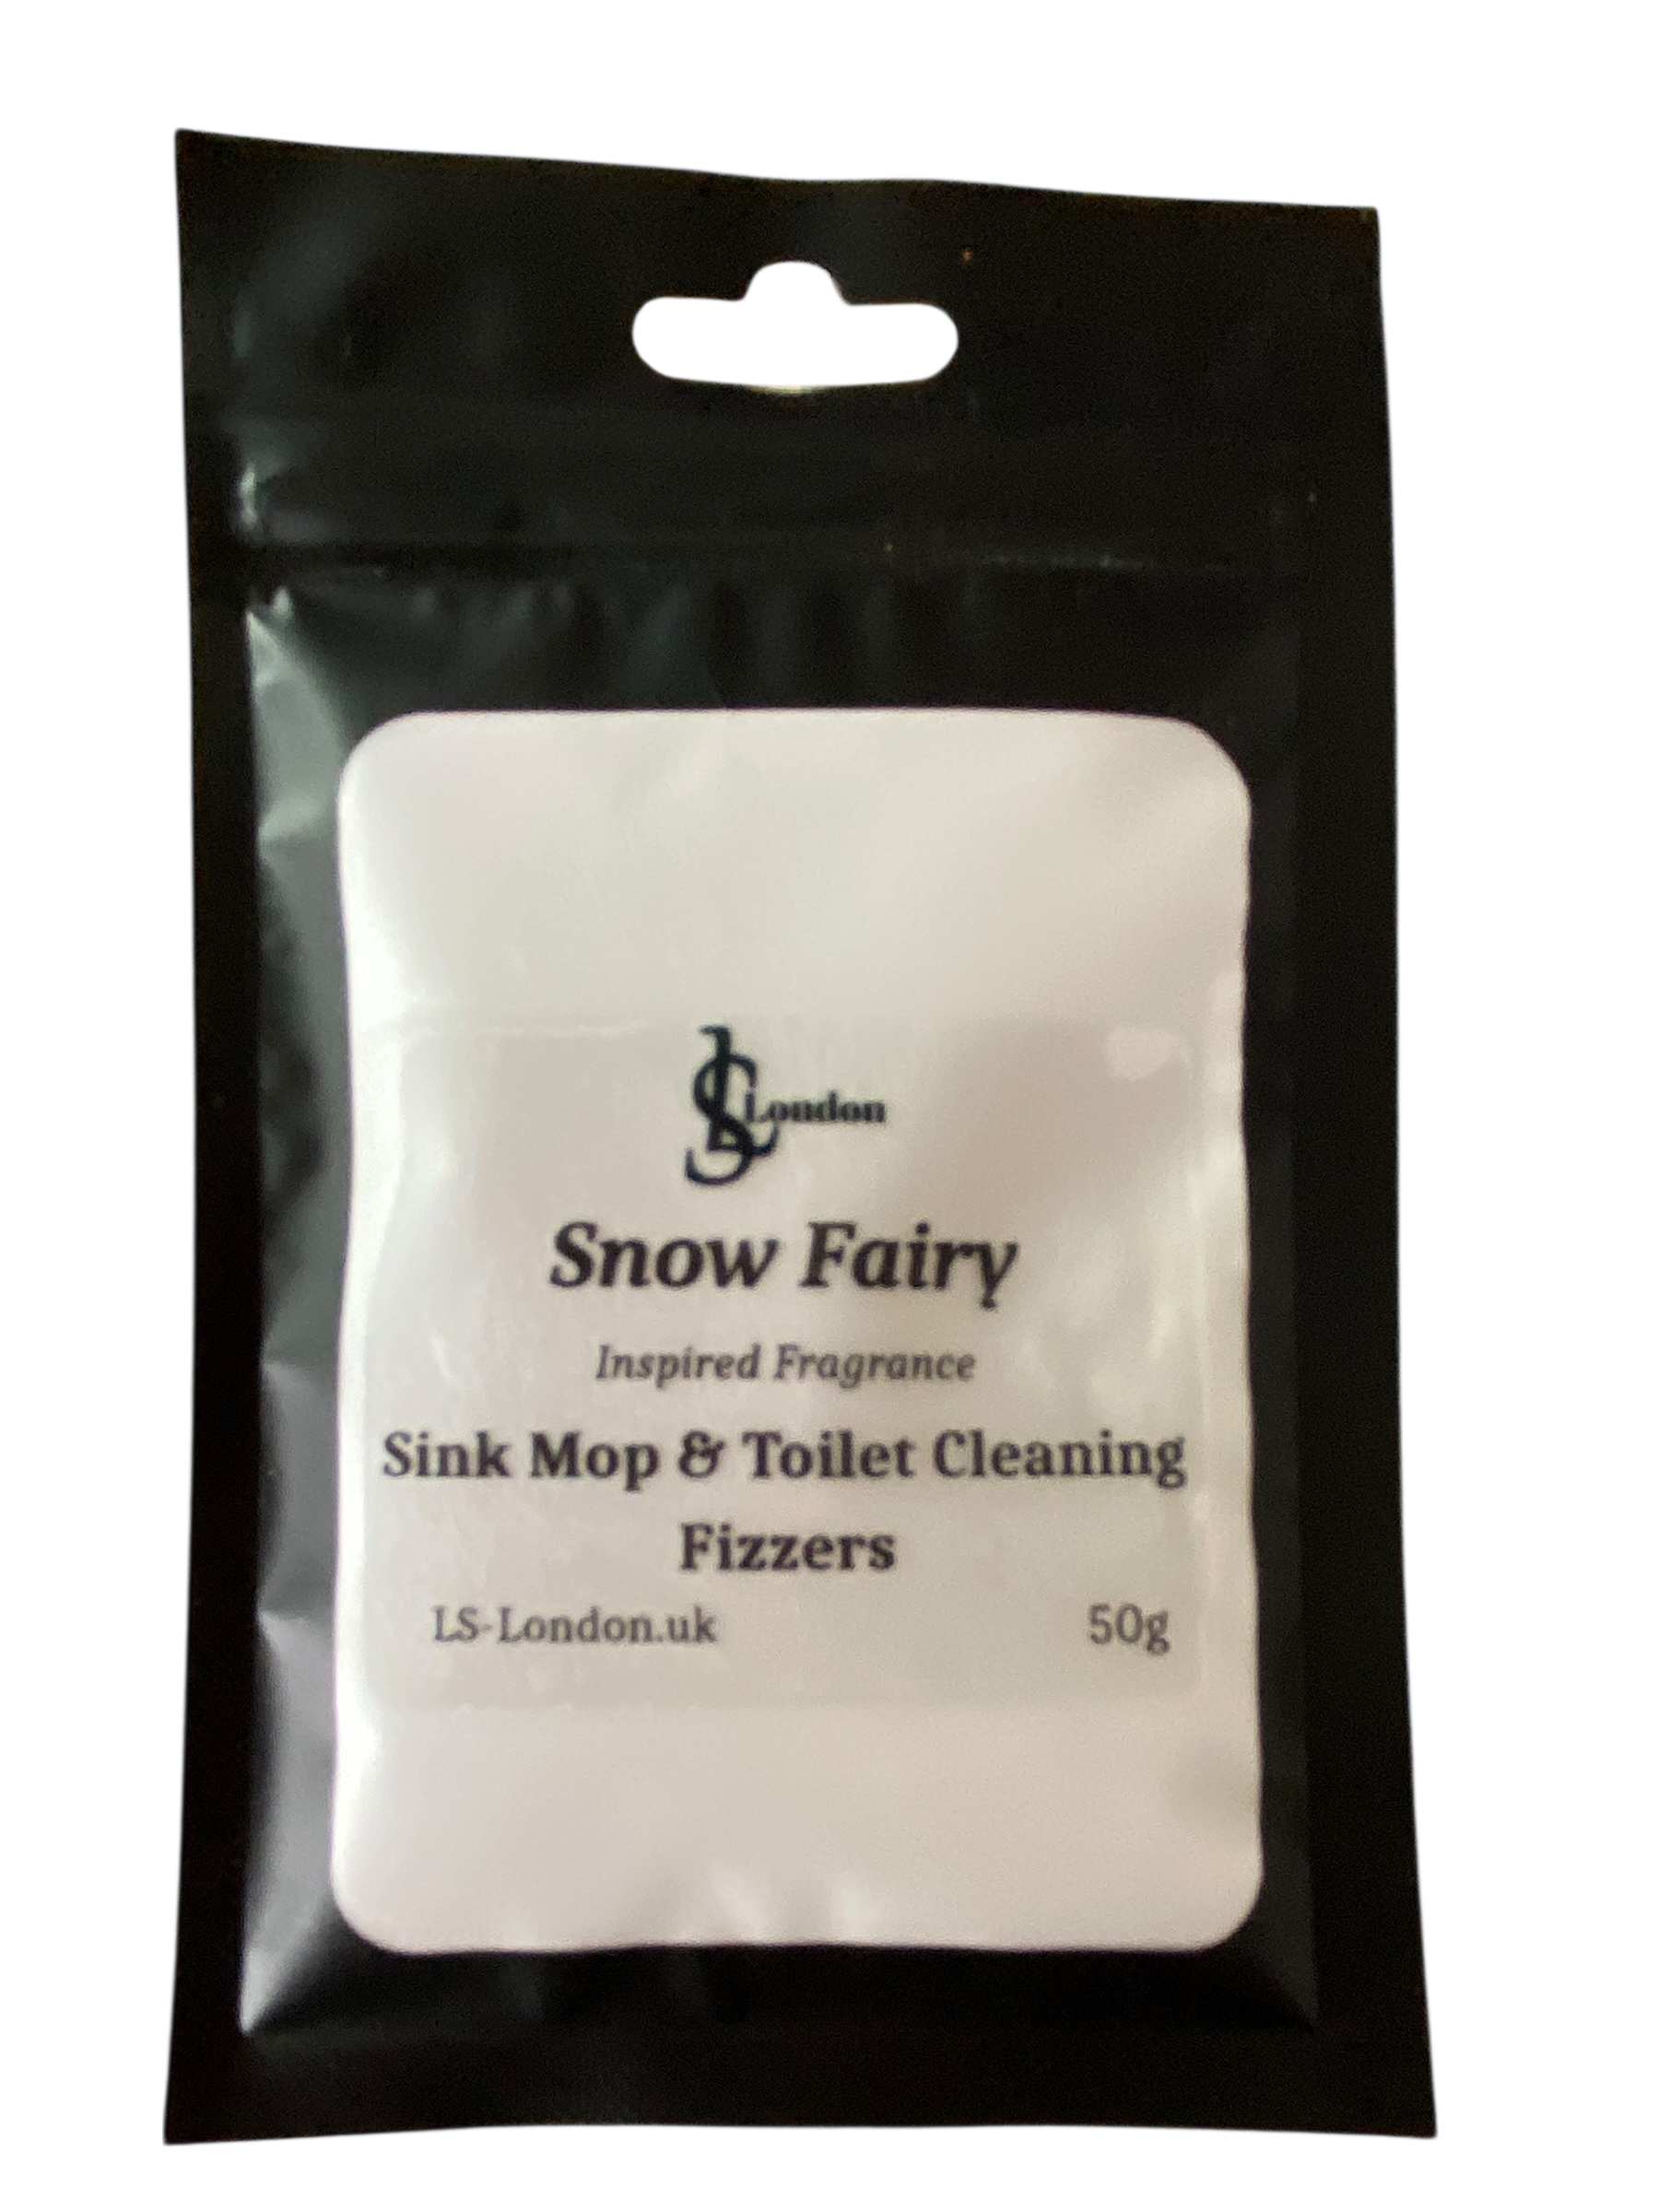 LS London
Snow Fairy
Inspired Fragrance
Sink Mop & Toilet Cleaning
Fizzers
LS-London.uk 50g